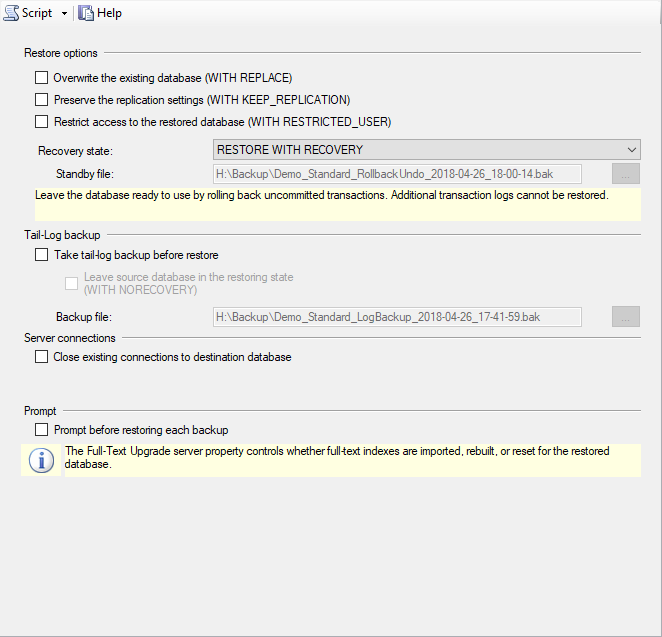 Script Help
Restore options
Overwrite the existing database (WITH REPLACE)
Preserve the replication settings (WITH KEEP_REPLICATION)
Restrict access to the restored database (WITH RESTRICTED_USER)
Recovery state: RESTORE WITH RECOVERY
Standby file: H:\Backup\Demo_Standard_RollbackUndo_2018-04-26_18-00-14.bak ...
Leave the database ready to use by rolling back uncommitted transactions. Additional transaction logs cannot be restored.
Tail-Log backup
Take tail-log backup before restore
Leave source database in the restoring state
(WITH NORECOVERY)
Backup file: H:\Backup\Demo_Standard_LogBackup_2018-04-26_17-41-59.bak ...
Server connections
Close existing connections to destination database
Prompt
Prompt before restoring each backup
The Full-Text Upgrade server property controls whether full-text indexes are imported, rebuilt, or reset for the restored
database.